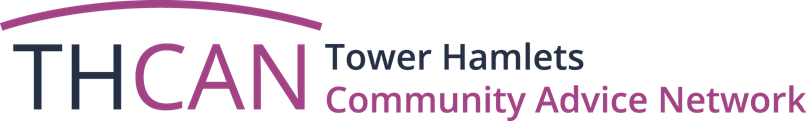 THCAN
Tower Hamlets
Community Advice Network